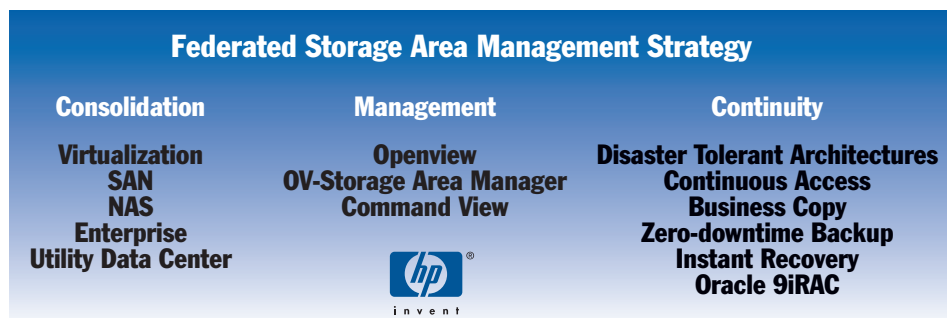 Federated Storage Area Management Strategy
Consolidation
Virtualization
SAN
NAS
Enterprise
Utility Data Center
Management
Openview
OV-Storage Area Manager
Command View
hp ®
invent
Continuity
Disaster Tolerant Architectures
Continuous Access
Business Copy
Zero-downtime Backup
Instant Recovery
Oracle 9iRAC